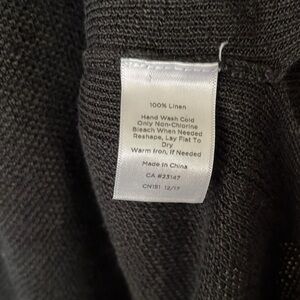 100% Linen
Hand Wash Cold
Only Non-Chlorine
Bleach When Needed
Reshape, Lay Flat To
Dry
Warm Iron, If Needed
Made in China
CA #23147
CN151 12/17